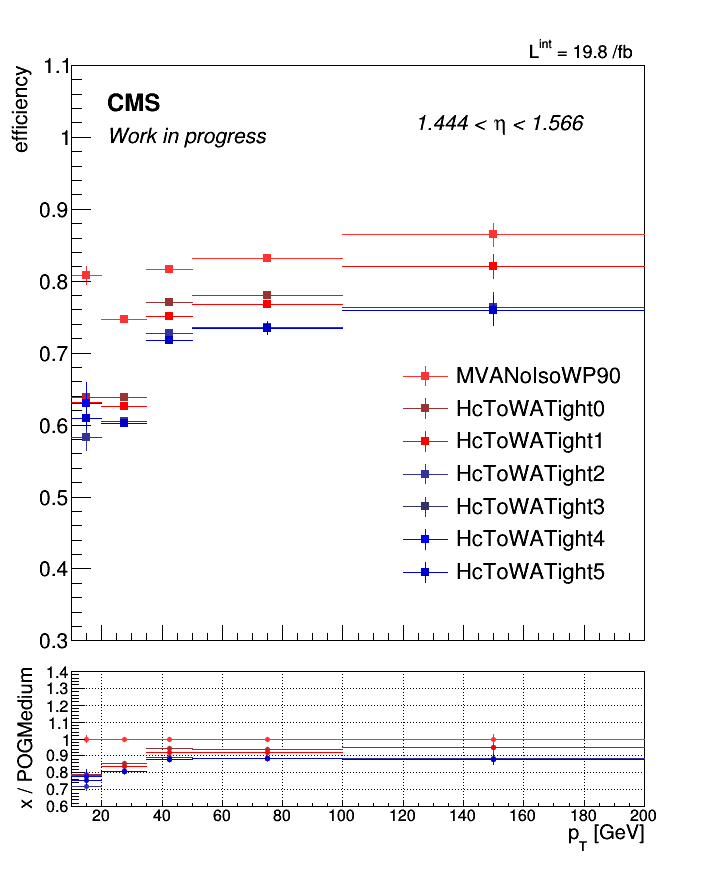 L^int = 19.8 /fb
efficiency
1.1
1
0.9
0.8
0.7
0.6
0.5
0.4
0.3
CMS
Work in progress
1.444 < η < 1.566
MVANoIsoWP90
HcToWATight0
HcToWATight1
HcToWATight2
HcToWATight3
HcToWATight4
HcToWATight5
x / POGMedium
1.4
1.3
1.2
1.1
1
0.9
0.8
0.7
0.6
20 40 60 80 100 120 140 160 180 200
p_T [GeV]